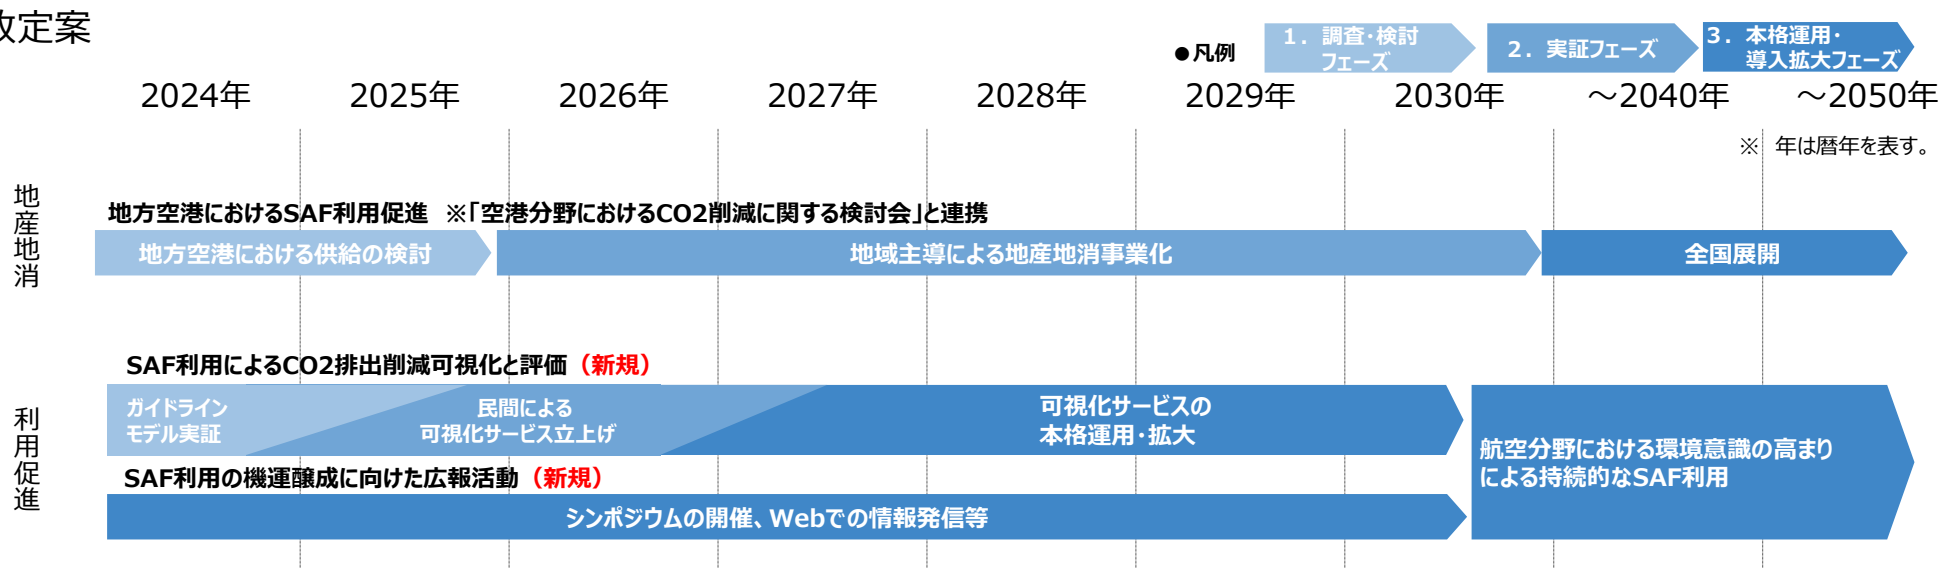 改定案
●凡例
1．調査・検討
フェーズ
2．実証フェーズ
3．本格運用・
導入拡大フェーズ
2024年 2025年 2026年 2027年 2028年 2029年 2030年 ～2040年 ～2050年
※ 年は暦年を表す。
地産地消
地方空港におけるSAF利用促進 ※「空港分野におけるCO2削減に関する検討会」と連携
地方空港における供給の検討
地域主導による地産地消事業化
全国展開
利用促進
SAF利用によるCO2排出削減可視化と評価（新規）
ガイドライン
モデル実証
民間による
可視化サービス立上げ
可視化サービスの
本格運用・拡大
SAF利用の機運醸成に向けた広報活動（新規）
シンポジウムの開催、Webでの情報発信等
航空分野における環境意識の高まり
による持続的なSAF利用